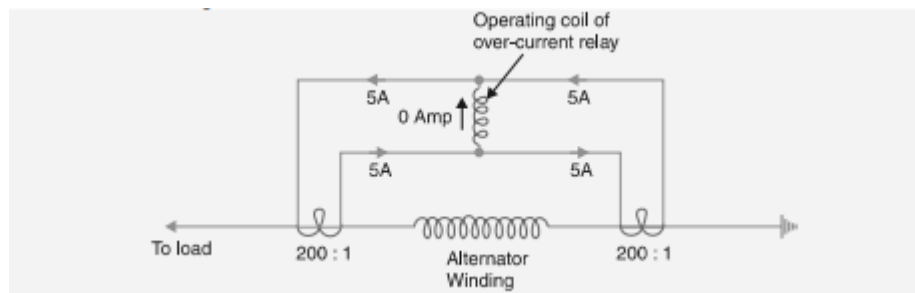 Operating coil of
over-current relay
5A
5A
0 Amp
5A
5A
To load
200 : 1
Alternator
Winding
200 : 1